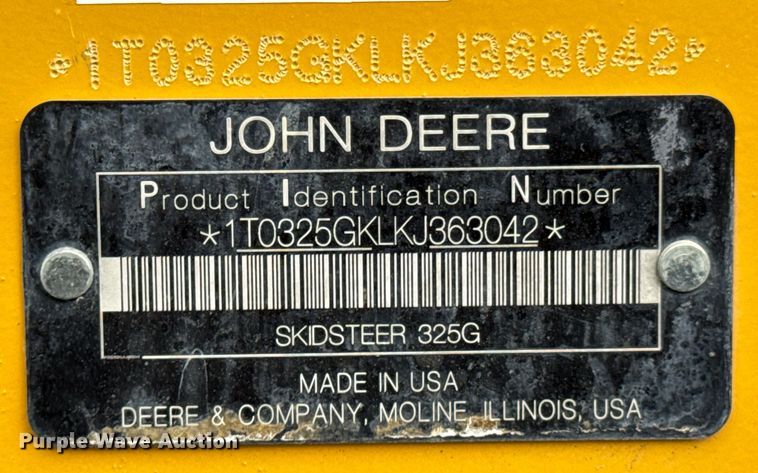 *1T0325GKLKJ363042*
JOHN DEERE
Product Identification Number
*1T0325GKLKJ363042*
SKIDSTEER 325G
MADE IN USA
DEERE & COMPANY, MOLINE, ILLINOIS, USA
Purple Wave Auction